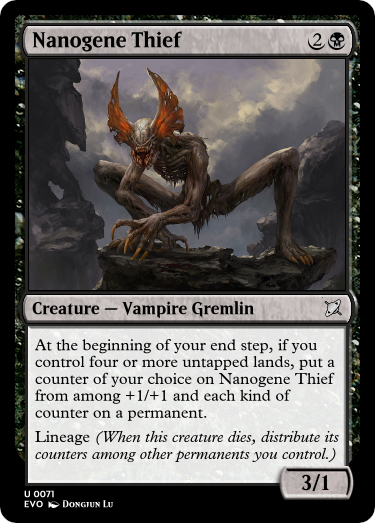 Nanogene Thief 2
Creature — Vampire Gremlin
At the beginning of your end step, if you
control four or more untapped lands, put a
counter of your choice on Nanogene Thief
from among +1/+1 and each kind of
counter on a permanent.
Lineage (When this creature dies, distribute its
counters among other permanents you control.)
3/1
U 0071
EVO Dongjun Lu